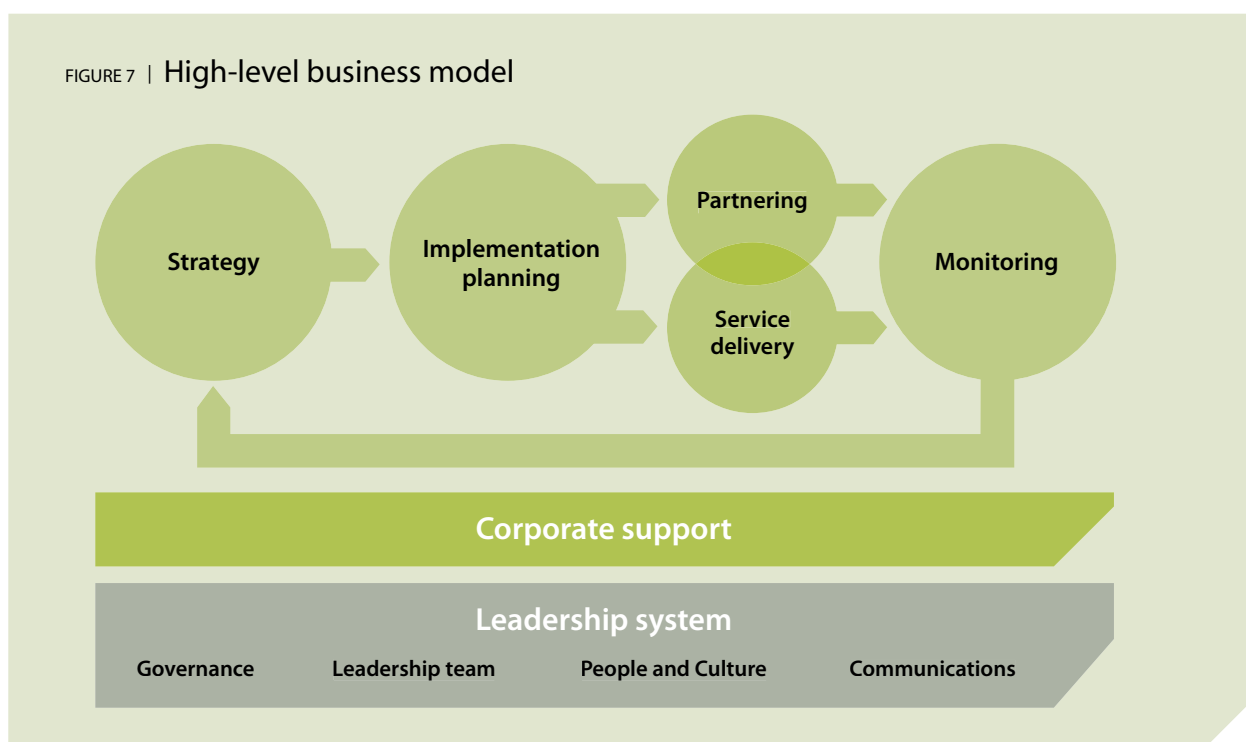 FIGURE 7 | High-level business model
Strategy
Implementation
planning
Partnering
Service
delivery
Monitoring
Corporate support
Leadership system
Governance
Leadership team
People and Culture
Communications